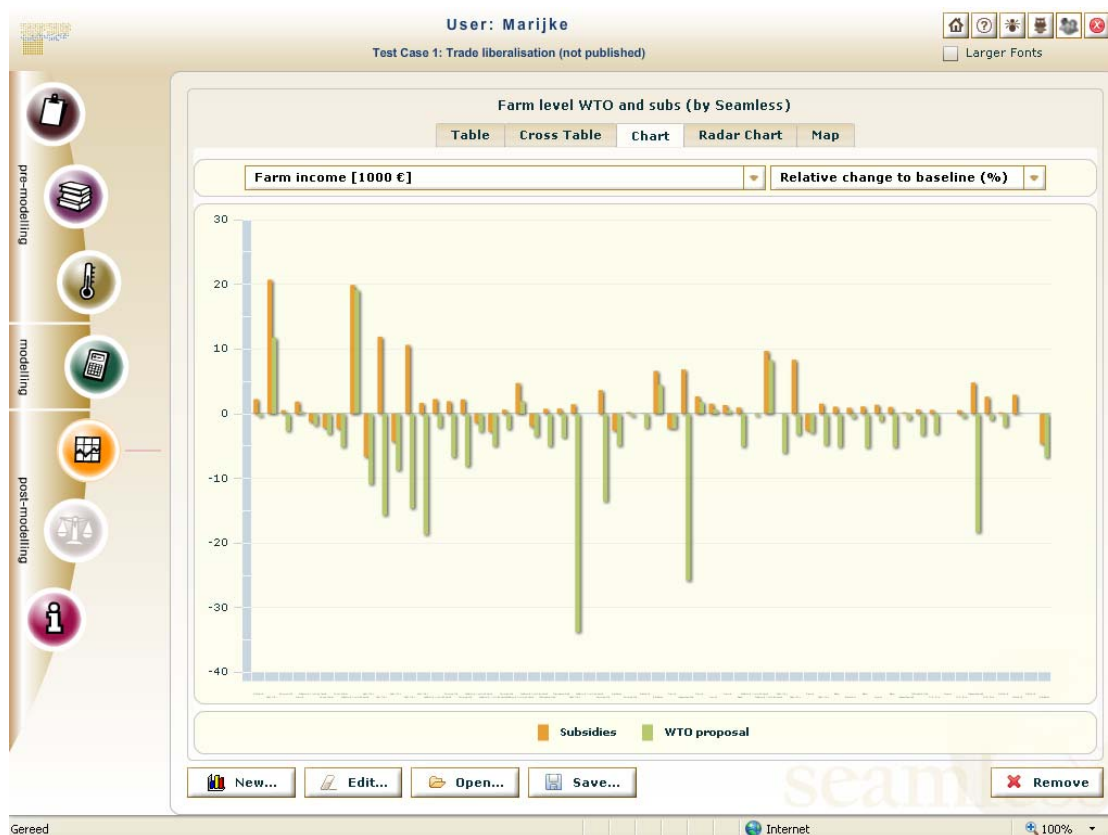 User: Marijke
Test Case 1: Trade liberalisation (not published)
Larger Fonts
pre-modelling
modelling
post-modelling
Farm level WTO and subs (by Seamless)
Table Cross Table Chart Radar Chart Map
Farm income [1000 €] Relative change to baseline (%)
30
20
10
0
-10
-20
-30
-40
Subsidies WTO proposal
seamless
New... Edit... Open... Save... Remove
Gereed Internet 100%